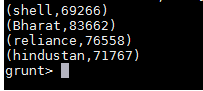 (shell,69266)
(Bharat,83662)
(reliance,76558)
(hindustan,71767)
grunt>